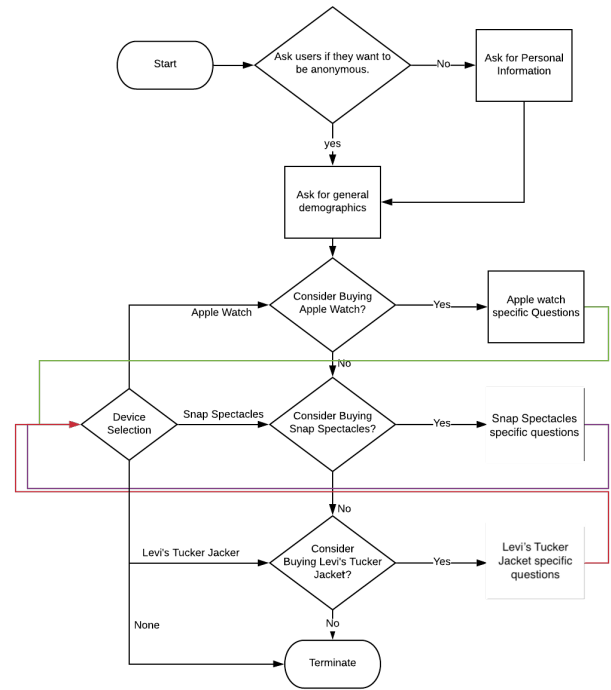 Start
Ask users if they want to
be anonymous.
No
Ask for Personal
Information
yes
Ask for general
demographics
Consider Buying
Apple Watch?
Apple Watch
Yes
Apple watch
specific Questions
No
Device
Selection
Snap Spectacles
Consider Buying
Snap Spectacles?
Yes
Snap Spectacles
specific questions
No
Levi's Tucker Jacker
Consider
Buying Levi's Tucker
Jacket?
Yes
Levi's Tucker
Jacket specific
questions
None
No
Terminate